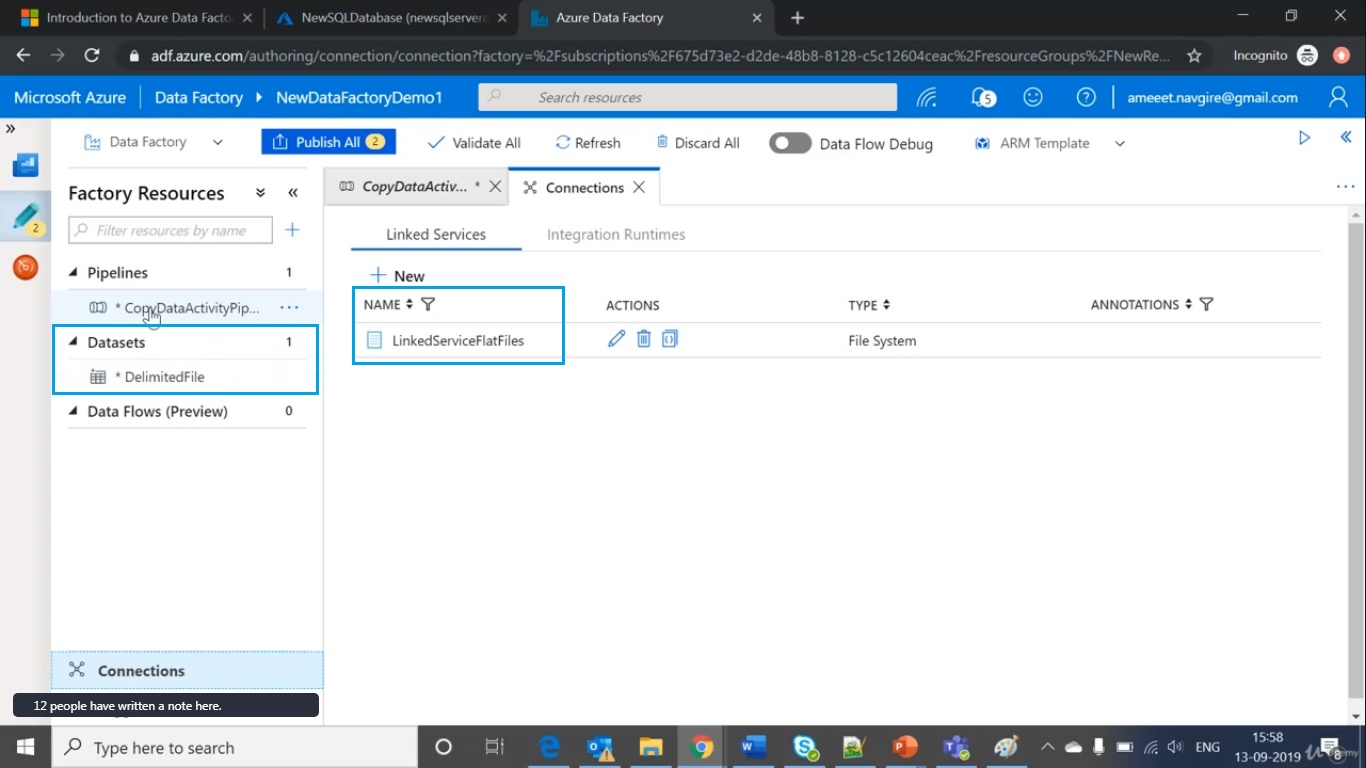 Introduction to Azure Data Facto
NewSQLDatabase (newsqlserver
Azure Data Factory
adf.azure.com/authoring/connection/connection?factory=%2Fsubscriptions%2F675d73e2-d2de-48b8-8128-c5c12604ceac%2FresourceGroups%2FNewRe...
Incognito
Microsoft Azure
Data Factory
NewDataFactoryDemo1
Search resources
5
ameeet.navgire@gmail.com
Data Factory
Publish All 2
Validate All
Refresh
Discard All
Data Flow Debug
ARM Template
2
Factory Resources
Filter resources by name
Pipelines 1
* CopyDataActivityPip...
Datasets 1
* DelimitedFile
Data Flows (Preview) 0
Connections
CopyDataActiv... *
Connections
Linked Services
Integration Runtimes
New
NAME ACTIONS TYPE ANNOTATIONS
LinkedServiceFlatFiles File System
12 people have written a note here.
Type here to search
ENG
15:58
13-09-2019
8